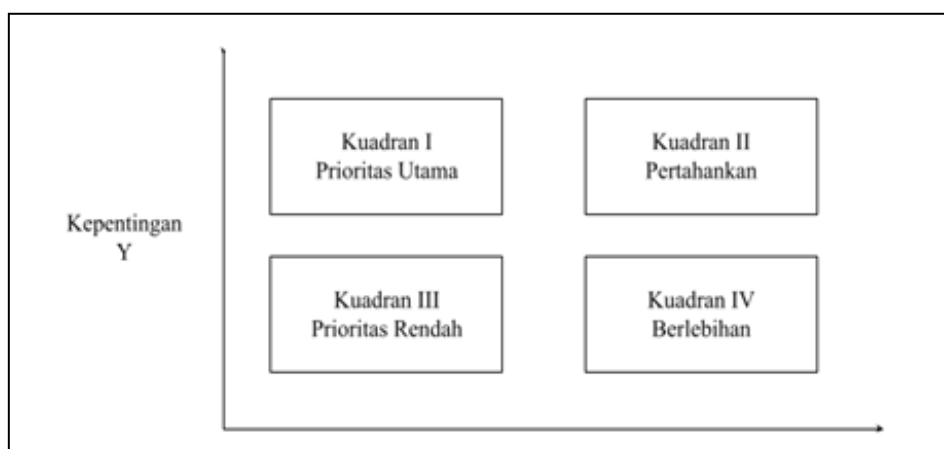 Kuadran I
Prioritas Utama
Kuadran II
Pertahankan
Kepentingan
Y
Kuadran III
Prioritas Rendah
Kuadran IV
Berlebihan